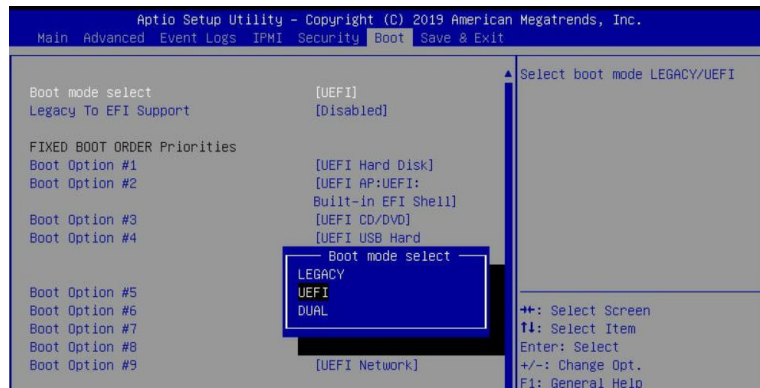 Aptio Setup Utility – Copyright (C) 2019 American Megatrends, Inc.
Main Advanced Event Logs IPMI Security Boot Save & Exit
Select boot mode LEGACY/UEFI
Boot mode select [UEFI]
Legacy To EFI Support [Disabled]
FIXED BOOT ORDER Priorities
Boot Option #1 [UEFI Hard Disk]
Boot Option #2 [UEFI AP:UEFI:
Built-in EFI Shell]
Boot Option #3 [UEFI CD/DVD]
Boot Option #4 [UEFI USB Hard
Boot mode select
LEGACY
UEFI
DUAL
Boot Option #5
Boot Option #6
Boot Option #7
Boot Option #8
Boot Option #9 [UEFI Network]
→←: Select Screen
↑↓: Select Item
Enter: Select
+/-: Change Opt.
F1: General Help